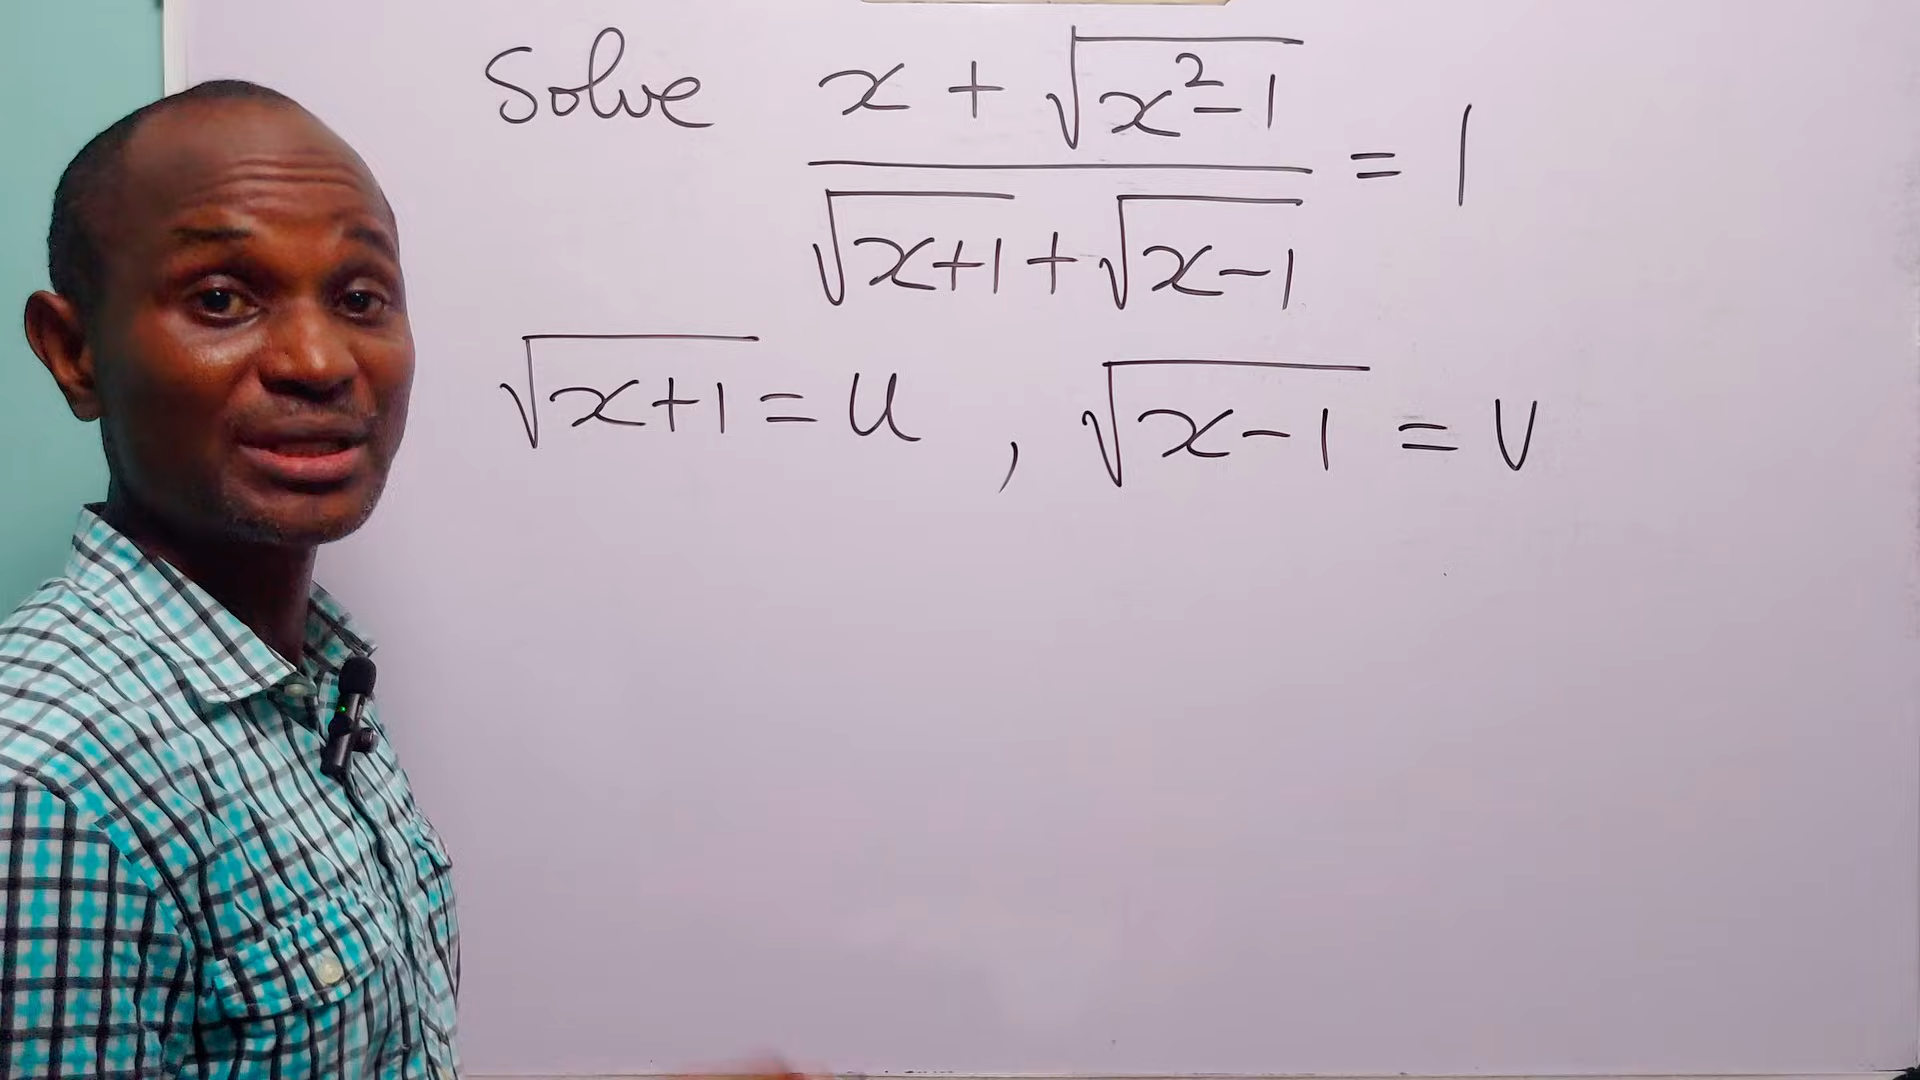 Solve x + √(x²-1)
= 1
√(x+1) + √(x-1)
√(x+1) = u , √(x-1) = v